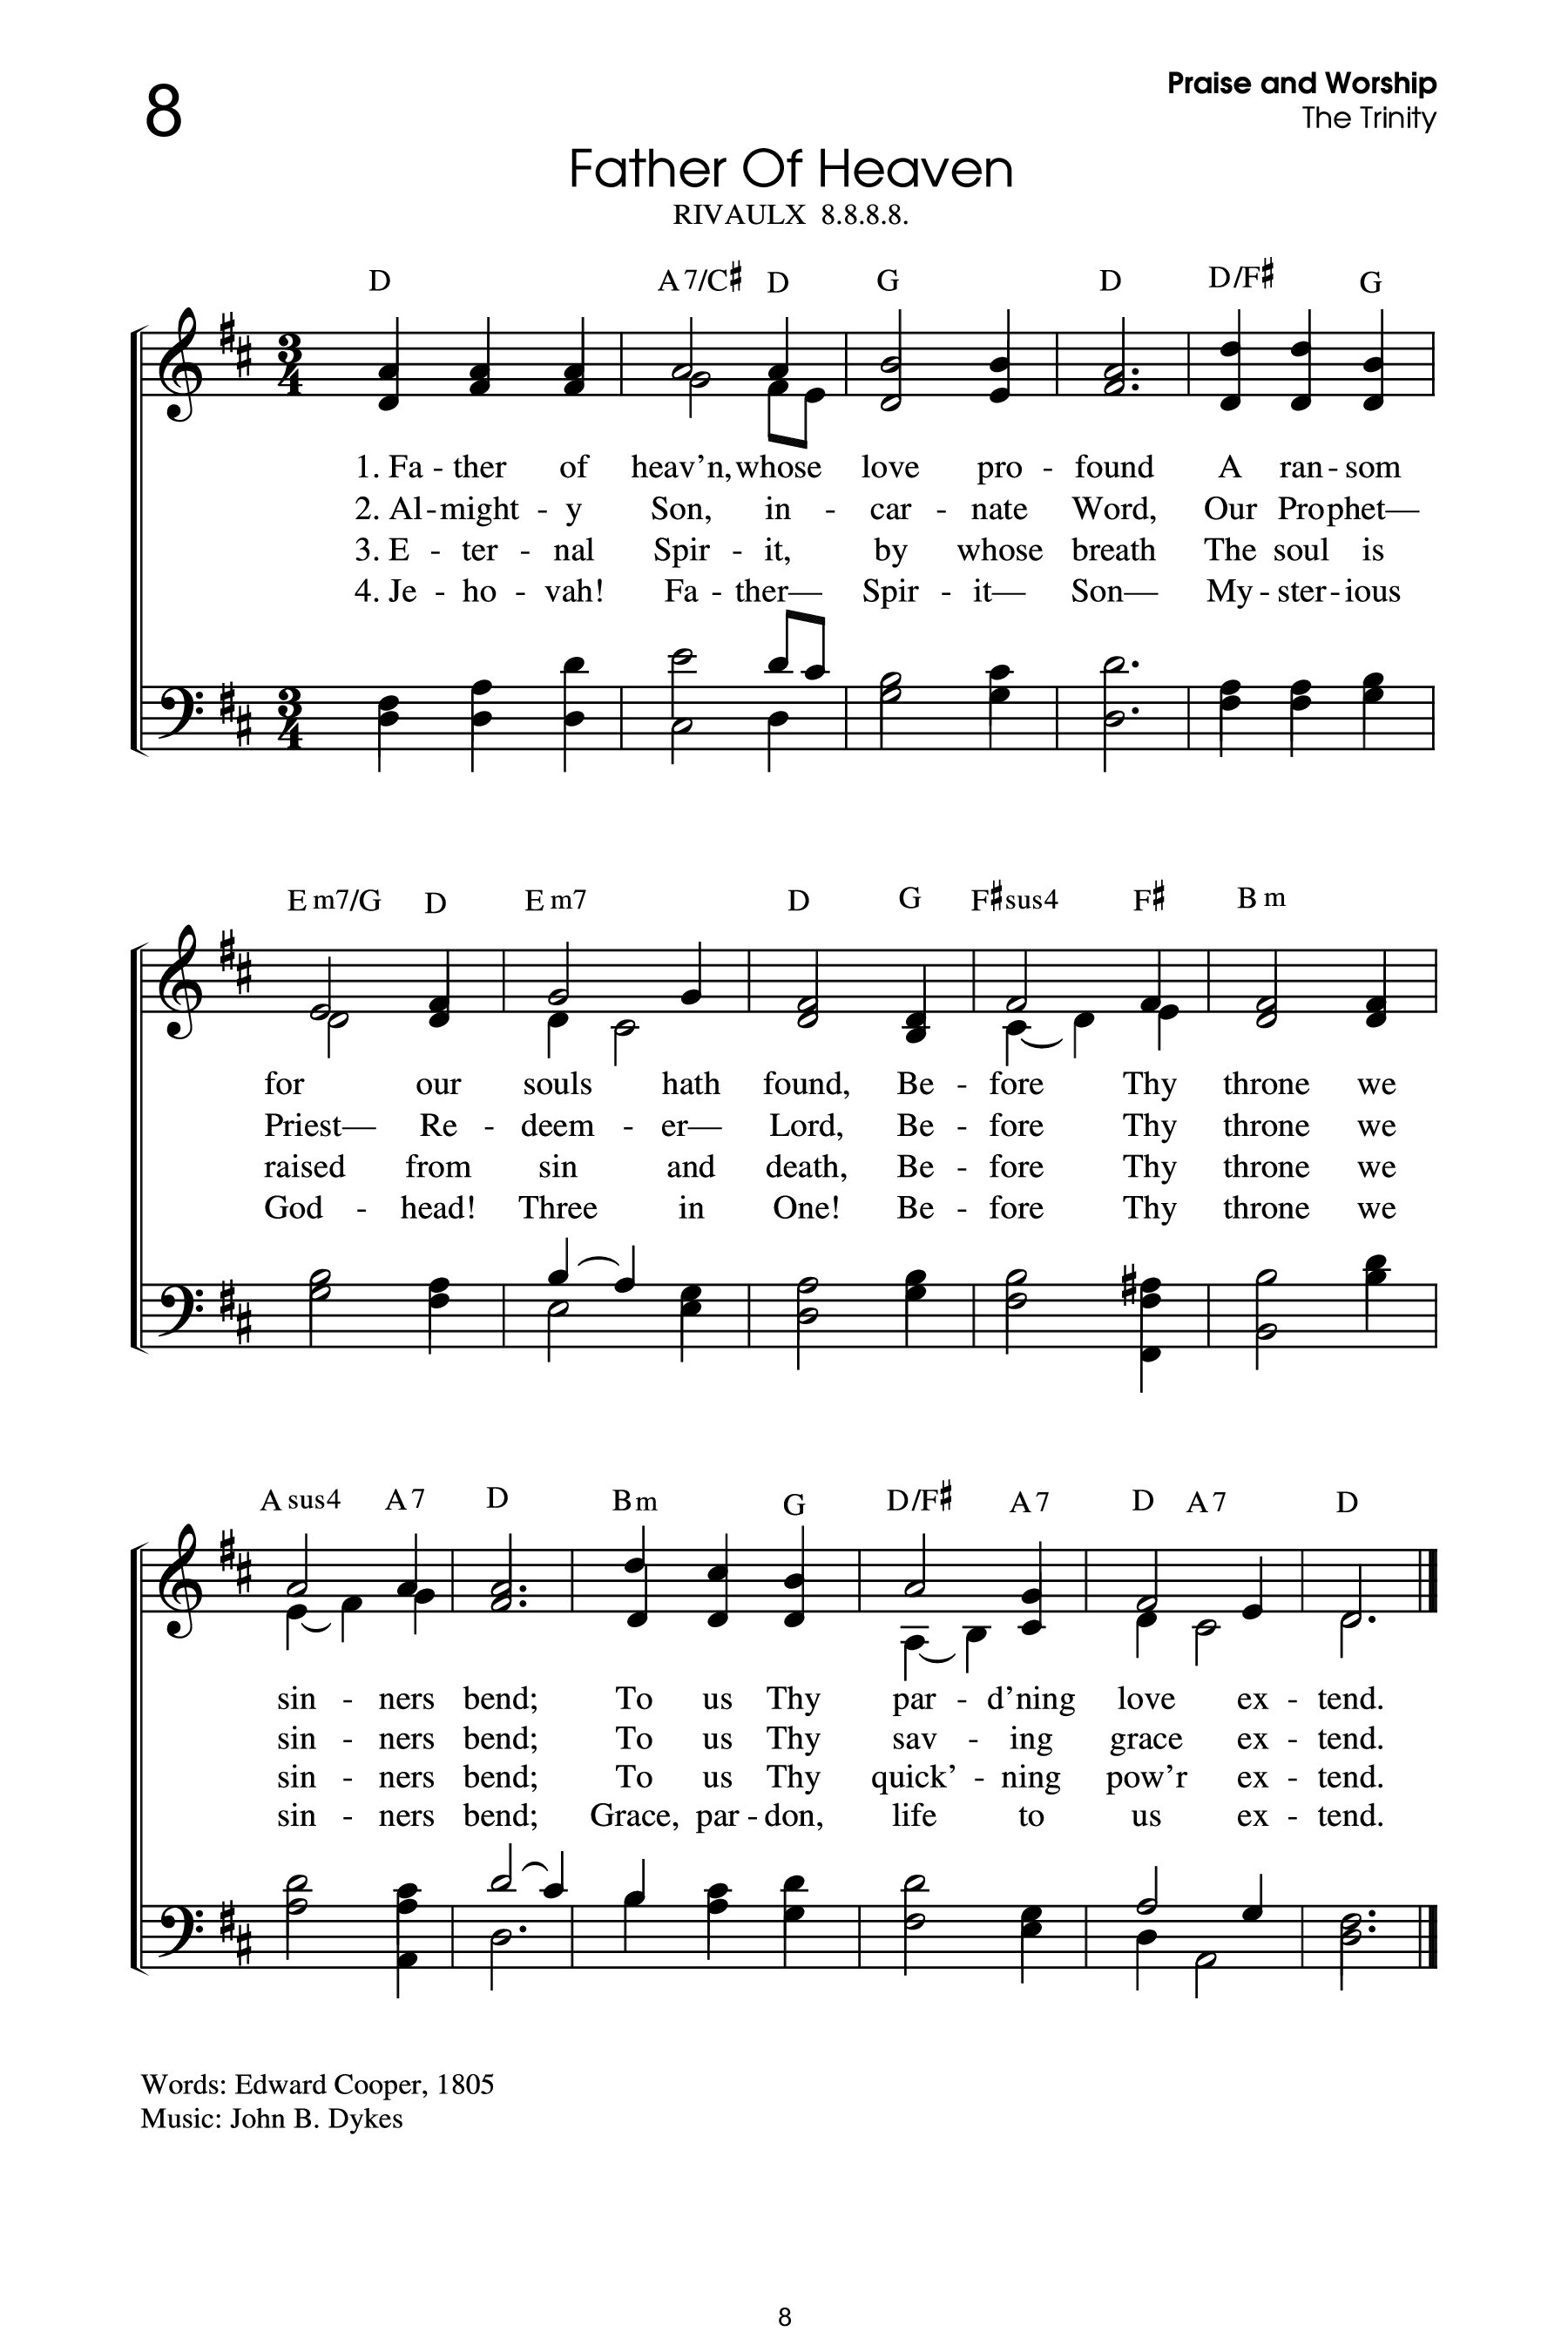 8
Praise and Worship
The Trinity
Father Of Heaven
RIVAULX 8.8.8.8.
D A7/C♯ D G D D/F♯ G
1. Fa - ther of heav’n, whose love pro - found A ran - som
2. Al - might - y Son, in - car - nate Word, Our Prophet—
3. E - ter - nal Spir - it, by whose breath The soul is
4. Je - ho - vah! Fa - ther— Spir - it— Son— My - ster - ious
Em7/G D Em7 D G F♯sus4 F♯ Bm
for our souls hath found, Be - fore Thy throne we
Priest— Re - deem - er— Lord, Be - fore Thy throne we
raised from sin and death, Be - fore Thy throne we
God - head! Three in One! Be - fore Thy throne we
Asus4 A7 D Bm G D/F♯ A7 D A7 D
sin - ners bend; To us Thy par - d’ning love ex - tend.
sin - ners bend; To us Thy sav - ing grace ex - tend.
sin - ners bend; To us Thy quick’ - ning pow’r ex - tend.
sin - ners bend; Grace, par - don, life to us ex - tend.
Words: Edward Cooper, 1805
Music: John B. Dykes
8